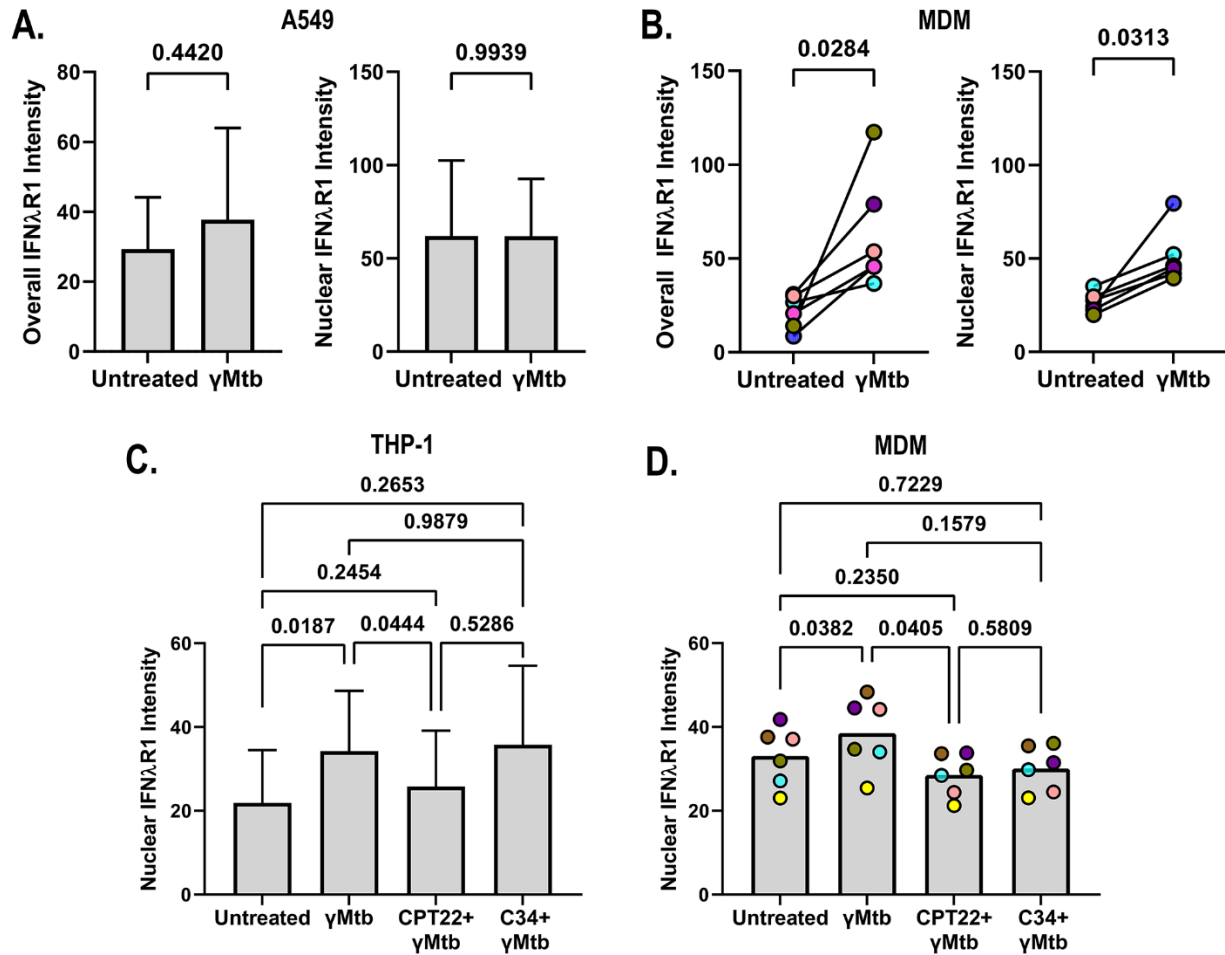 A.
A549
0.4420
0.9939
Overall IFNλR1 Intensity
80
60
40
20
0
Untreated γMtb
Nuclear IFNλR1 Intensity
150
100
50
0
Untreated γMtb
B.
MDM
0.0284
0.0313
Overall IFNλR1 Intensity
150
100
50
0
Untreated γMtb
Nuclear IFNλR1 Intensity
150
100
50
0
Untreated γMtb
C.
THP-1
0.2653
0.9879
0.2454
0.0187 0.0444 0.5286
Nuclear IFNλR1 Intensity
60
40
20
0
Untreated γMtb CPT22+ C34+
γMtb γMtb
D.
MDM
0.7229
0.1579
0.2350
0.0382 0.0405 0.5809
Nuclear IFNλR1 Intensity
60
40
20
0
Untreated γMtb CPT22+ C34+
γMtb γMtb